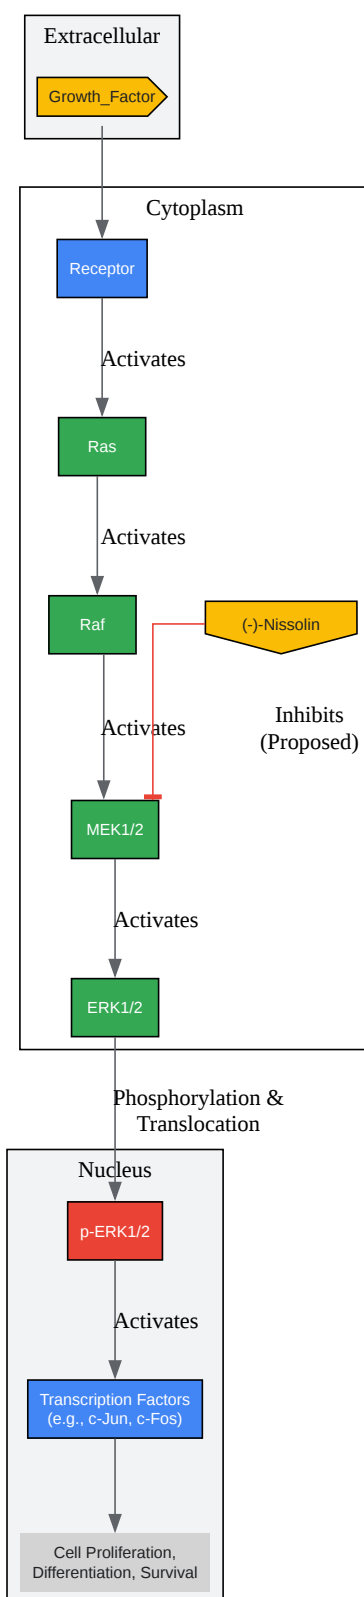 Extracellular
Growth_Factor
Cytoplasm
Receptor
Activates
Ras
Activates
Raf
(-)-Nissolin
Activates
Inhibits
(Proposed)
MEK1/2
Activates
ERK1/2
Phosphorylation &
Translocation
Nucleus
p-ERK1/2
Activates
Transcription Factors
(e.g., c-Jun, c-Fos)
Cell Proliferation,
Differentiation, Survival